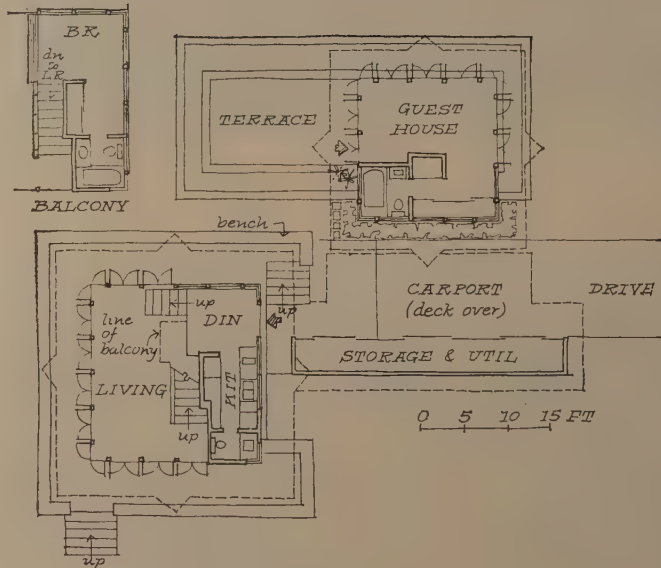 BR
dn
to
LR
BALCONY
TERRACE
GUEST
HOUSE
bench
up
CARPORT
(deck over)
DRIVE
STORAGE & UTIL
up
DIN
line
of
balcony
LIVING
KIT
up
0 5 10 15 FT
up